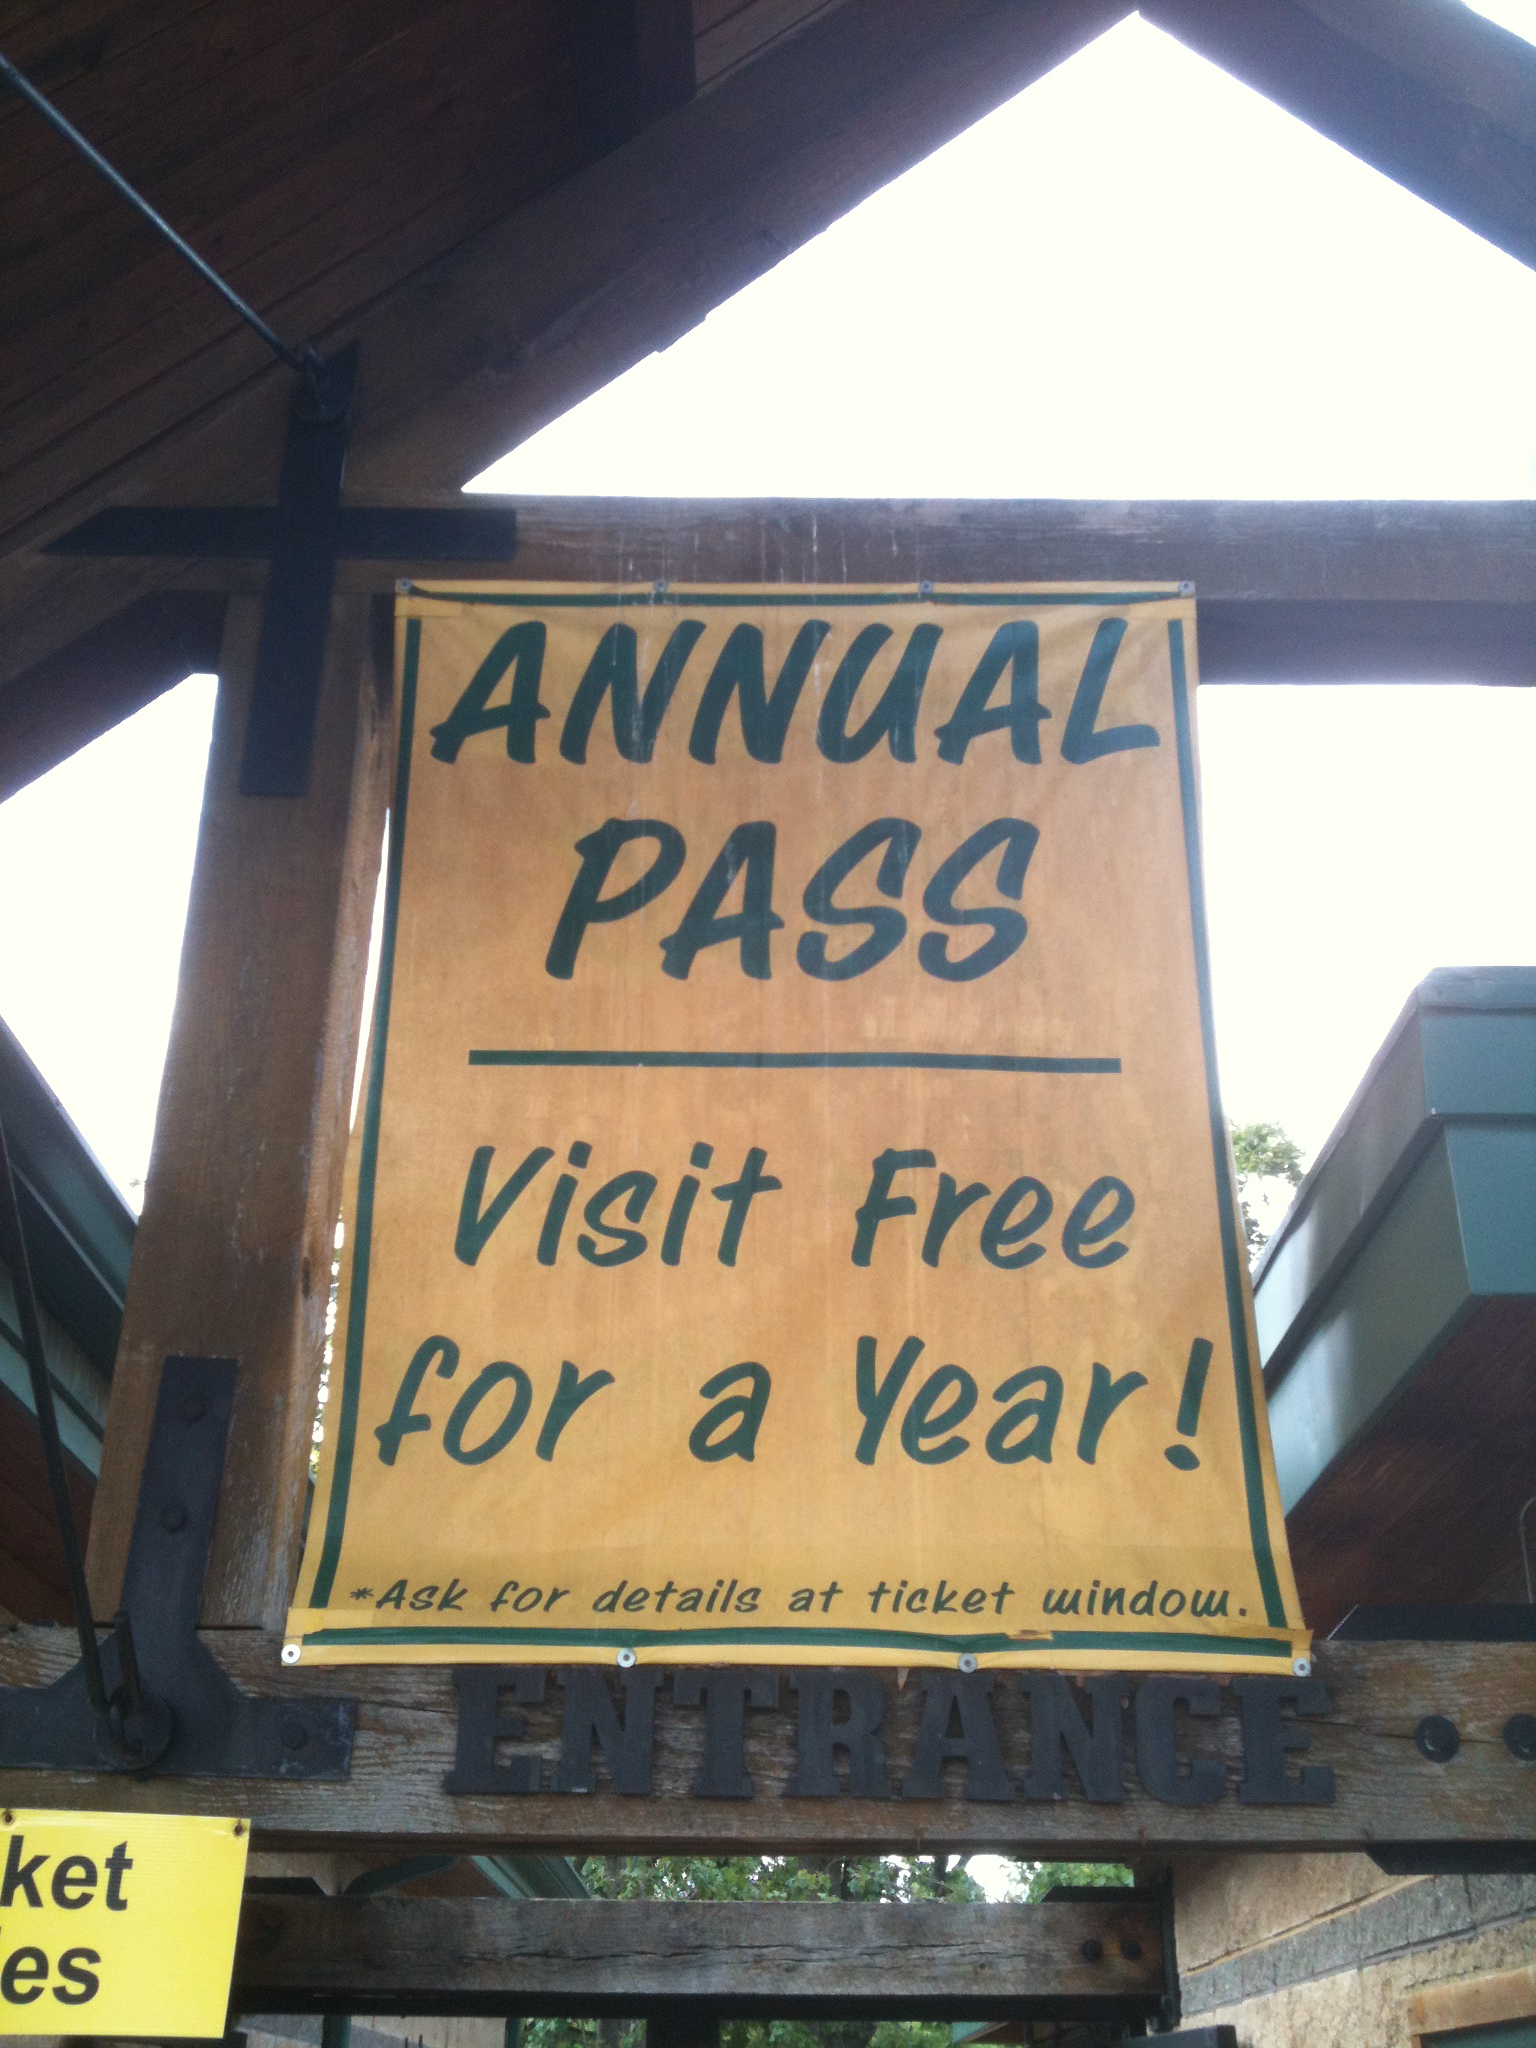 ANNUAL
PASS
Visit Free
for a Year!
*Ask for details at ticket window.
ENTRANCE
ket
es